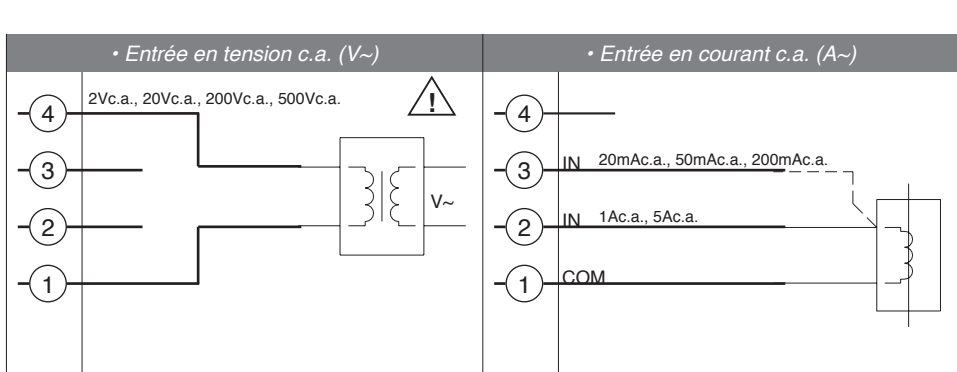 • Entrée en tension c.a. (V~)
4
2Vc.a., 20Vc.a., 200Vc.a., 500Vc.a.
!
3
2
V~
1
• Entrée en courant c.a. (A~)
4
3
IN 20mAc.a., 50mAc.a., 200mAc.a.
2
IN 1Ac.a., 5Ac.a.
1
COM